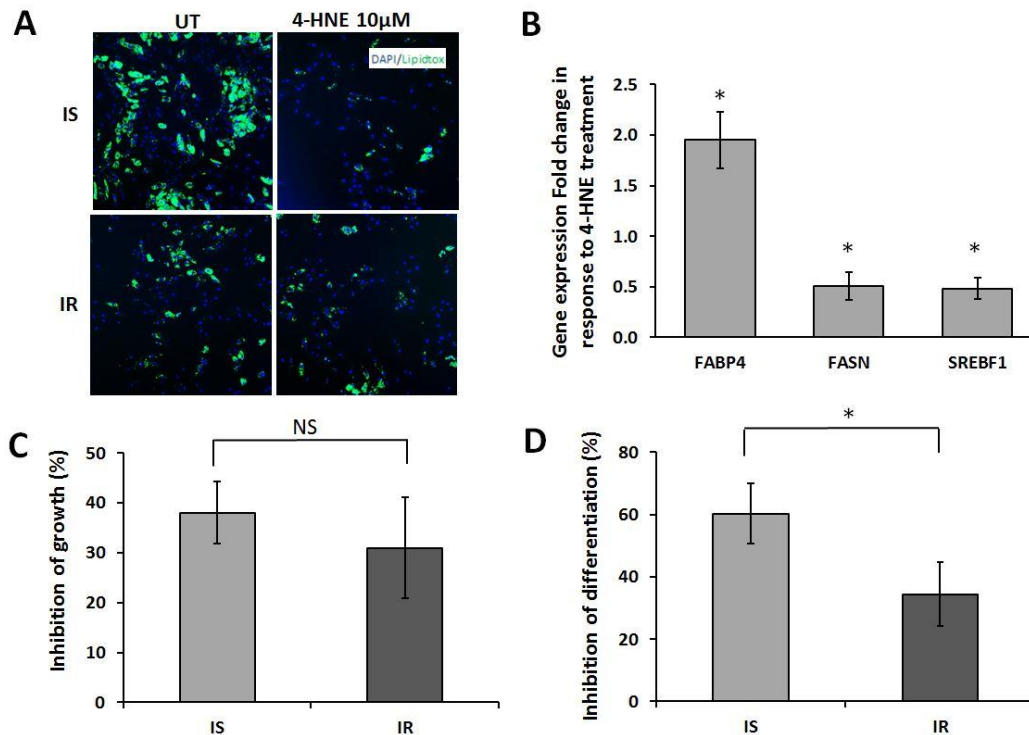 A
UT
4-HNE 10µM
DAPI/Lipidtox
IS
IR
B
Gene expression Fold change in
response to 4-HNE treatment
2.5
2.0
1.5
1.0
0.5
0.0
*
*
*
FABP4
FASN
SREBF1
C
Inhibition of growth (%)
50
40
30
20
10
0
NS
IS
IR
D
Inhibition of differentiation (%)
80
60
40
20
0
*
IS
IR